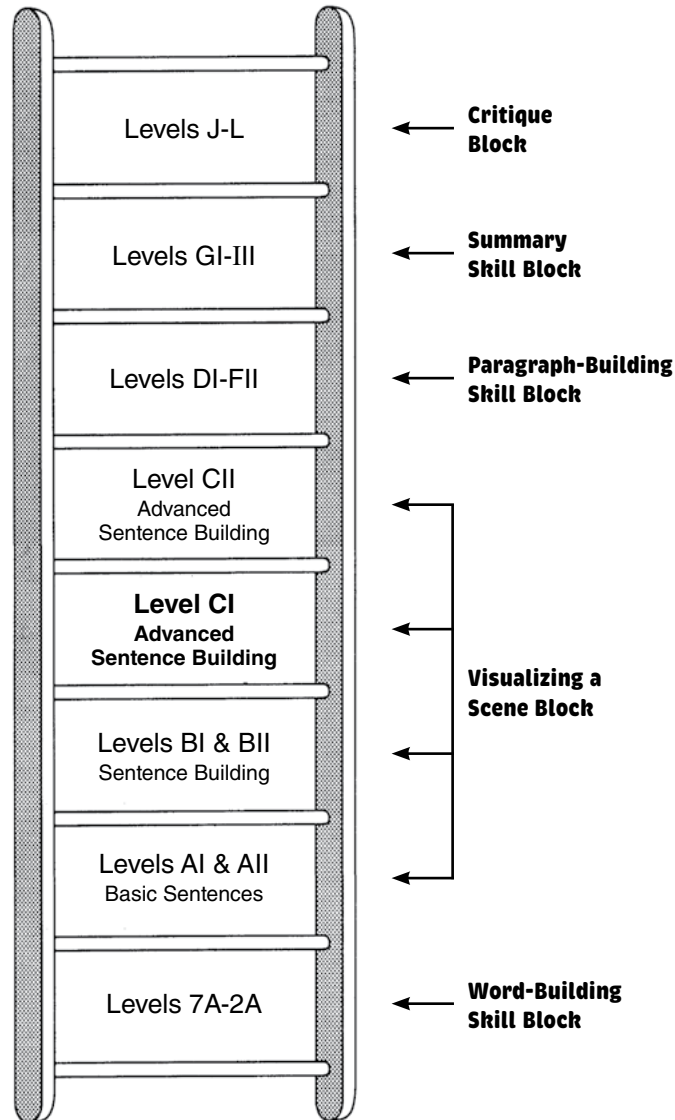 Levels J-L
Critique
Block
Levels GI-III
Summary
Skill Block
Levels DI-FII
Paragraph-Building
Skill Block
Level CII
Advanced
Sentence Building
Level CI
Advanced
Sentence Building
Visualizing a
Scene Block
Levels BI & BII
Sentence Building
Levels AI & AII
Basic Sentences
Levels 7A-2A
Word-Building
Skill Block